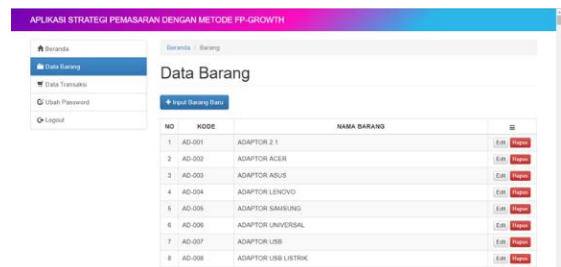 APLIKASI STRATEGI PEMASARAN DENGAN METODE FP-GROWTH
Beranda
Data Barang
Data Transaksi
Ubah Password
Logout
Beranda / Barang
Data Barang
+ Input Barang Baru
NO KODE NAMA BARANG
1 AD-001 ADAPTOR 2 1 Edit Hapus
2 AD-002 ADAPTOR ACER Edit Hapus
3 AD-003 ADAPTOR ASUS Edit Hapus
4 AD-004 ADAPTOR LENOVO Edit Hapus
5 AD-005 ADAPTOR SAMSUNG Edit Hapus
6 AD-006 ADAPTOR UNIVERSAL Edit Hapus
7 AD-007 ADAPTOR USB Edit Hapus
8 AD-008 ADAPTOR USB LISTRIK Edit Hapus